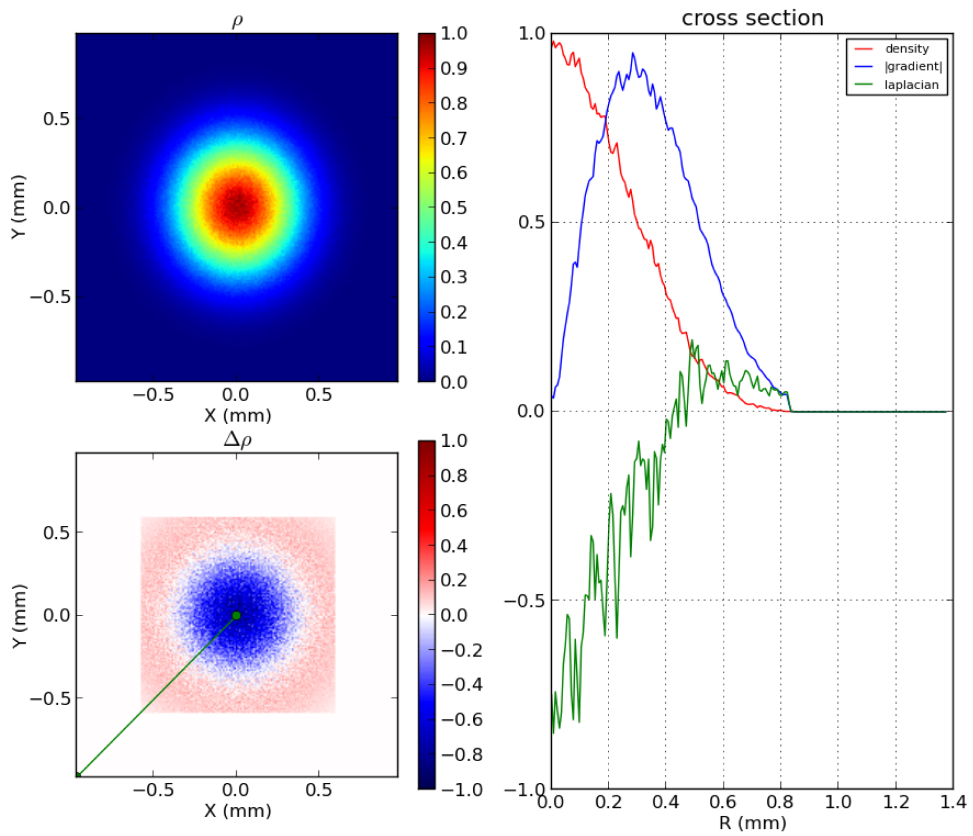 ρ
1.0
0.9
0.8
0.7
0.6
0.5
0.4
0.3
0.2
0.1
0.0
0.5
0.0
−0.5
Y (mm)
−0.5 0.0 0.5
X (mm)
Δρ
1.0
0.8
0.6
0.4
0.2
0.0
−0.2
−0.4
−0.6
−0.8
−1.0
0.5
0.0
−0.5
Y (mm)
−0.5 0.0 0.5
X (mm)
cross section
density
|gradient|
laplacian
1.0
0.5
0.0
−0.5
−1.0
0.0 0.2 0.4 0.6 0.8 1.0 1.2 1.4
R (mm)